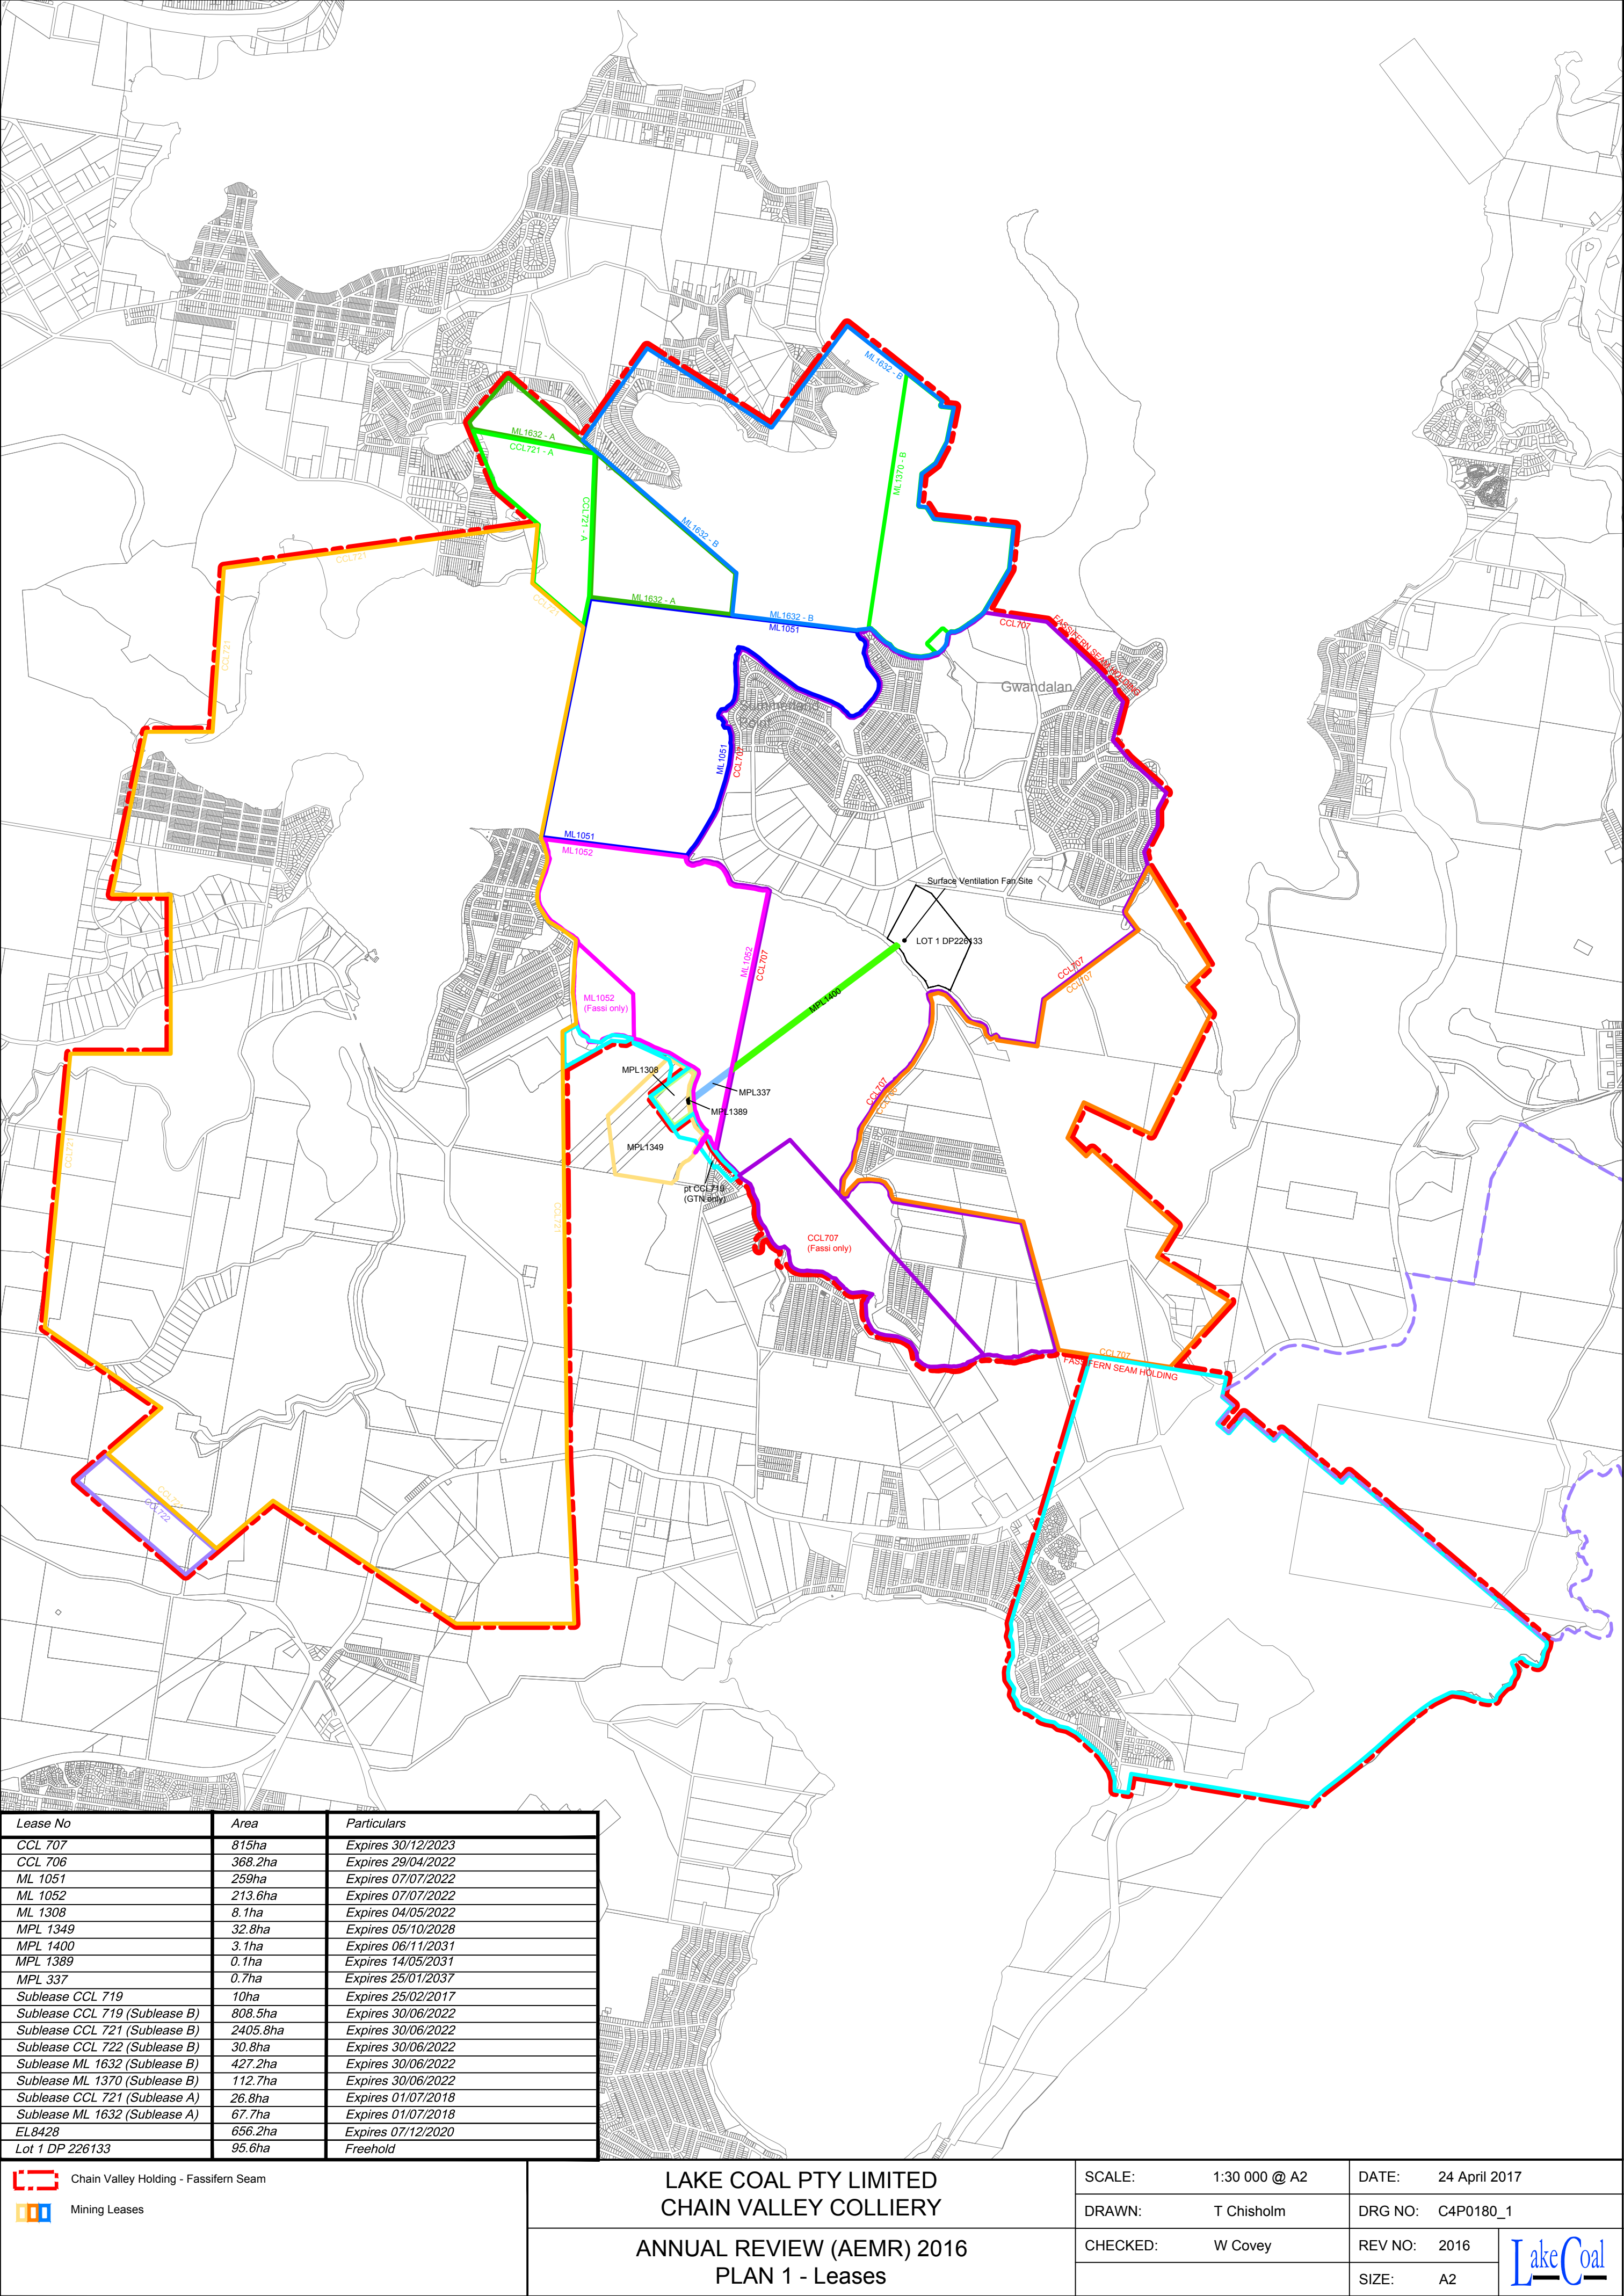 ML1632 - B
ML1632 - A
CCL721 - A
ML1370 - B
CCL721 - A
ML1632 - B
CCL721
CCL721
ML1632 - A
ML1632 - B
ML1051
CCL707
FASSIFERN SEAM HOLDING
CCL721
Gwandalan
Summerland
Point
ML1051
CCL707
ML1051
ML1052
Surface Ventilation Fan Site
LOT 1 DP226133
ML1052
CCL707
CCL707
CCL707
ML1052
(Fassi only)
MPL1400
MPL1308
MPL337
MPL1389
CCL707
MPL1349
CCL721
pt CCL719
(GTN only)
CCL721
CCL707
(Fassi only)
CCL707
FASSIFERN SEAM HOLDING
CCL721
CCL722
Lease No Area Particulars
CCL 707 815ha Expires 30/12/2023
CCL 706 368.2ha Expires 29/04/2022
ML 1051 259ha Expires 07/07/2022
ML 1052 213.6ha Expires 07/07/2022
ML 1308 8.1ha Expires 04/05/2022
MPL 1349 32.8ha Expires 05/10/2028
MPL 1400 3.1ha Expires 06/11/2031
MPL 1389 0.1ha Expires 14/05/2031
MPL 337 0.7ha Expires 25/01/2037
Sublease CCL 719 10ha Expires 25/02/2017
Sublease CCL 719 (Sublease B) 808.5ha Expires 30/06/2022
Sublease CCL 721 (Sublease B) 2405.8ha Expires 30/06/2022
Sublease CCL 722 (Sublease B) 30.8ha Expires 30/06/2022
Sublease ML 1632 (Sublease B) 427.2ha Expires 30/06/2022
Sublease ML 1370 (Sublease B) 112.7ha Expires 30/06/2022
Sublease CCL 721 (Sublease A) 26.8ha Expires 01/07/2018
Sublease ML 1632 (Sublease A) 67.7ha Expires 01/07/2018
EL8428 656.2ha Expires 07/12/2020
Lot 1 DP 226133 95.6ha Freehold
Chain Valley Holding - Fassifern Seam
Mining Leases
LAKE COAL PTY LIMITED
CHAIN VALLEY COLLIERY
ANNUAL REVIEW (AEMR) 2016
PLAN 1 - Leases
SCALE: 1:30 000 @ A2
DATE: 24 April 2017
DRAWN: T Chisholm
DRG NO: C4P0180_1
CHECKED: W Covey
REV NO: 2016
SIZE: A2
Lake Coal